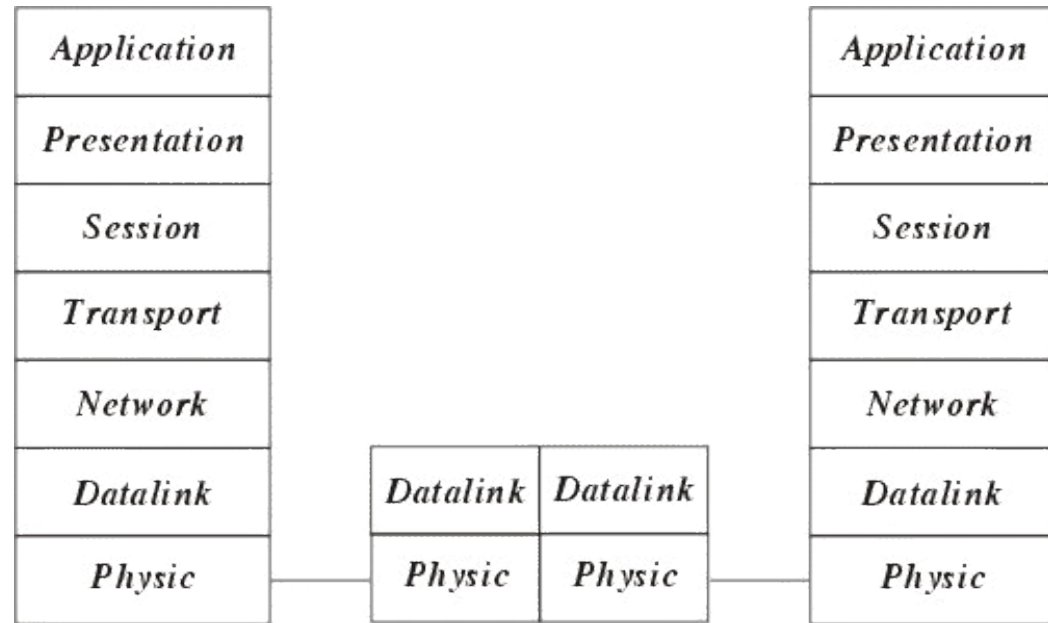 Application
Presentation
Session
Transport
Network
Datalink
Physic
Datalink Datalink
Physic Physic
Application
Presentation
Session
Transport
Network
Datalink
Physic